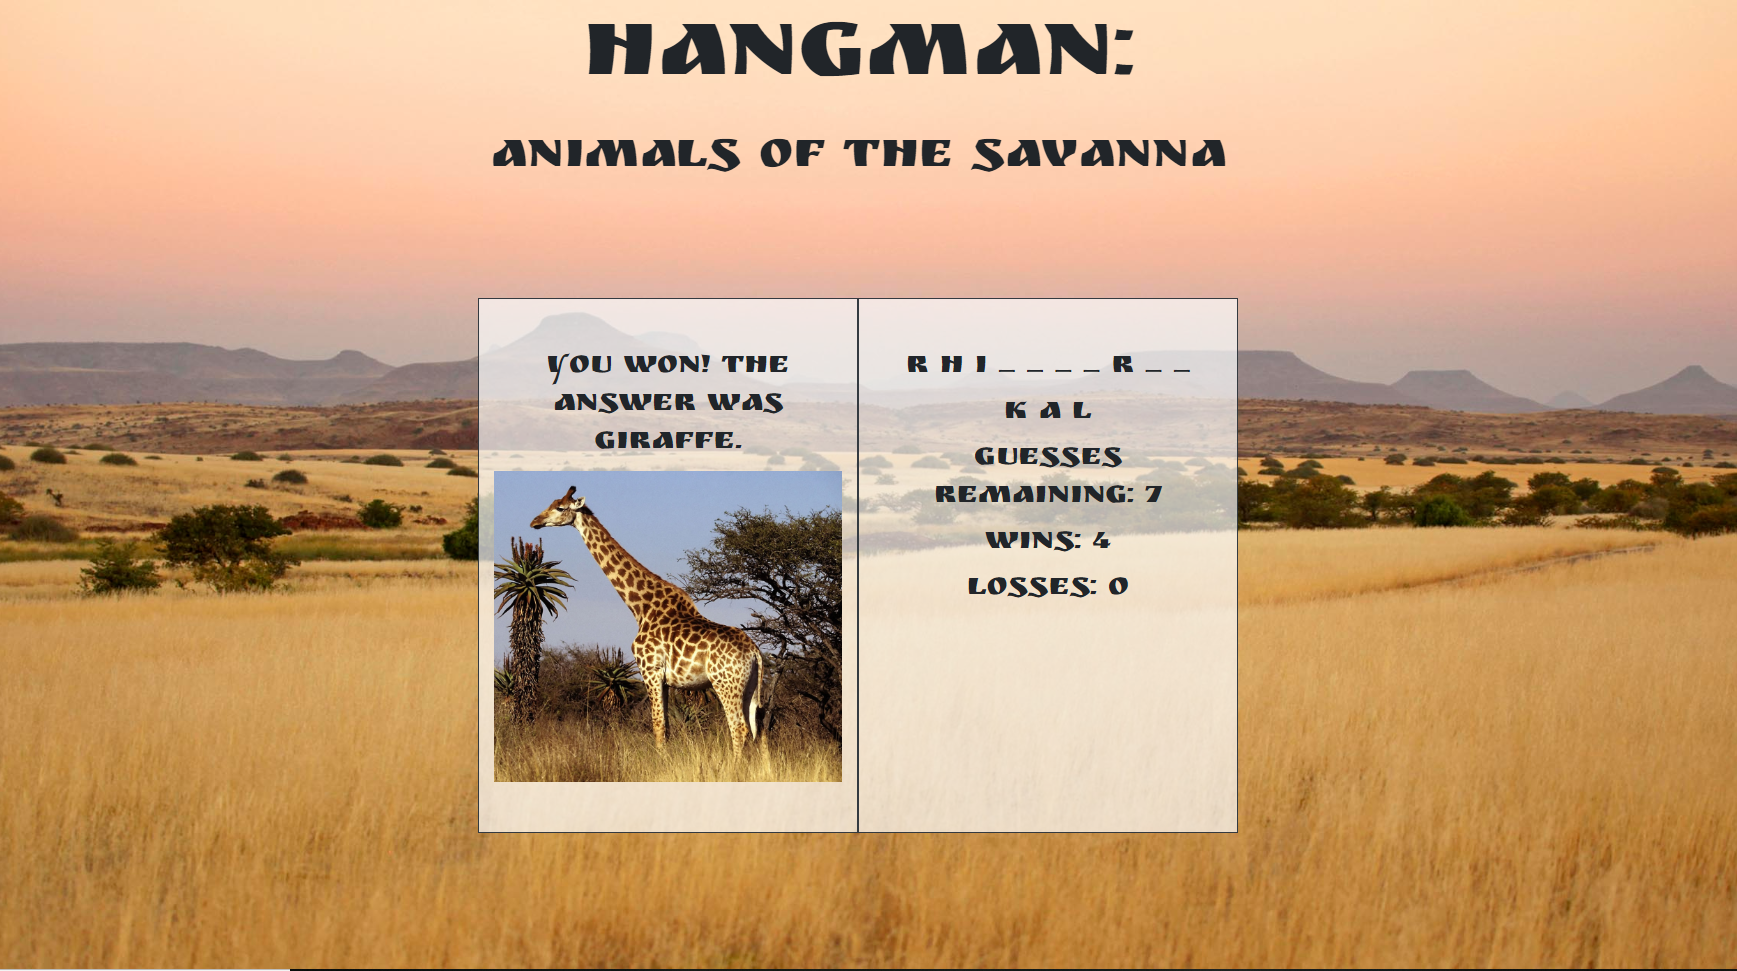 HANGMAN:
ANIMALS OF THE SAVANNA
YOU WON! THE
ANSWER WAS
GIRAFFE.
R H I _ _ _ _ R _ _
K A L
GUESSES
REMAINING: 7
WINS: 4
LOSSES: 0